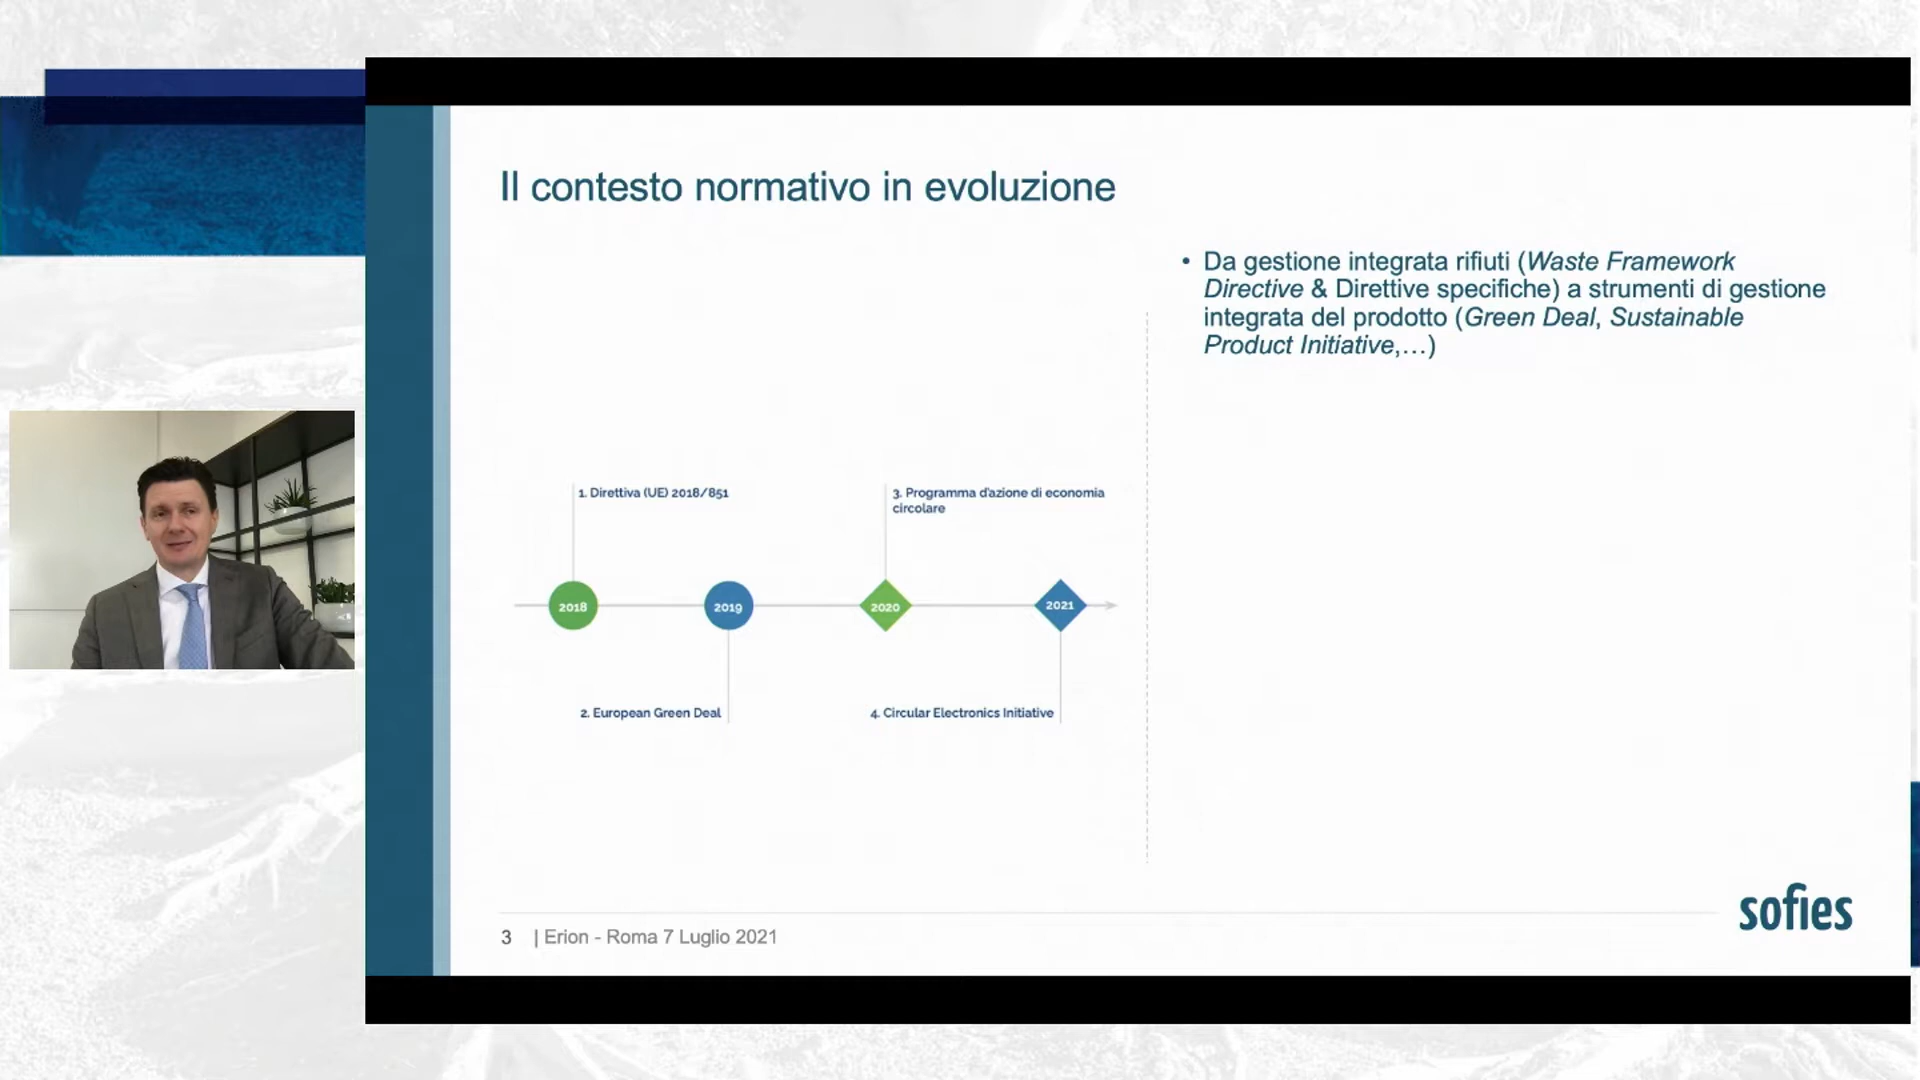 Il contesto normativo in evoluzione
• Da gestione integrata rifiuti (Waste Framework
Directive & Direttive specifiche) a strumenti di gestione
integrata del prodotto (Green Deal, Sustainable
Product Initiative,…)
1. Direttiva (UE) 2018/851
3. Programma d'azione di economia
circolare
2018
2019
2020
2021
2. European Green Deal
4. Circular Electronics Initiative
sofies
3 | Erion - Roma 7 Luglio 2021